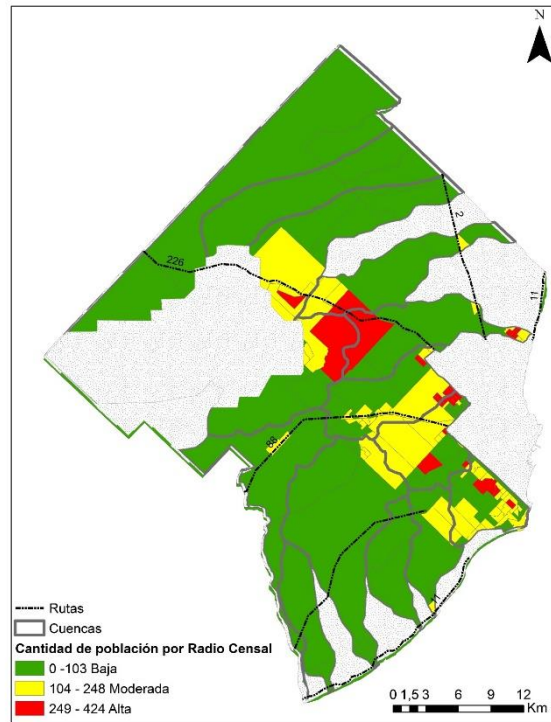 N
2
226
11
88
11
Rutas
Cuencas
Cantidad de población por Radio Censal
0 -103 Baja
104 - 248 Moderada
249 - 424 Alta
0 1,5 3 6 9 12
Km